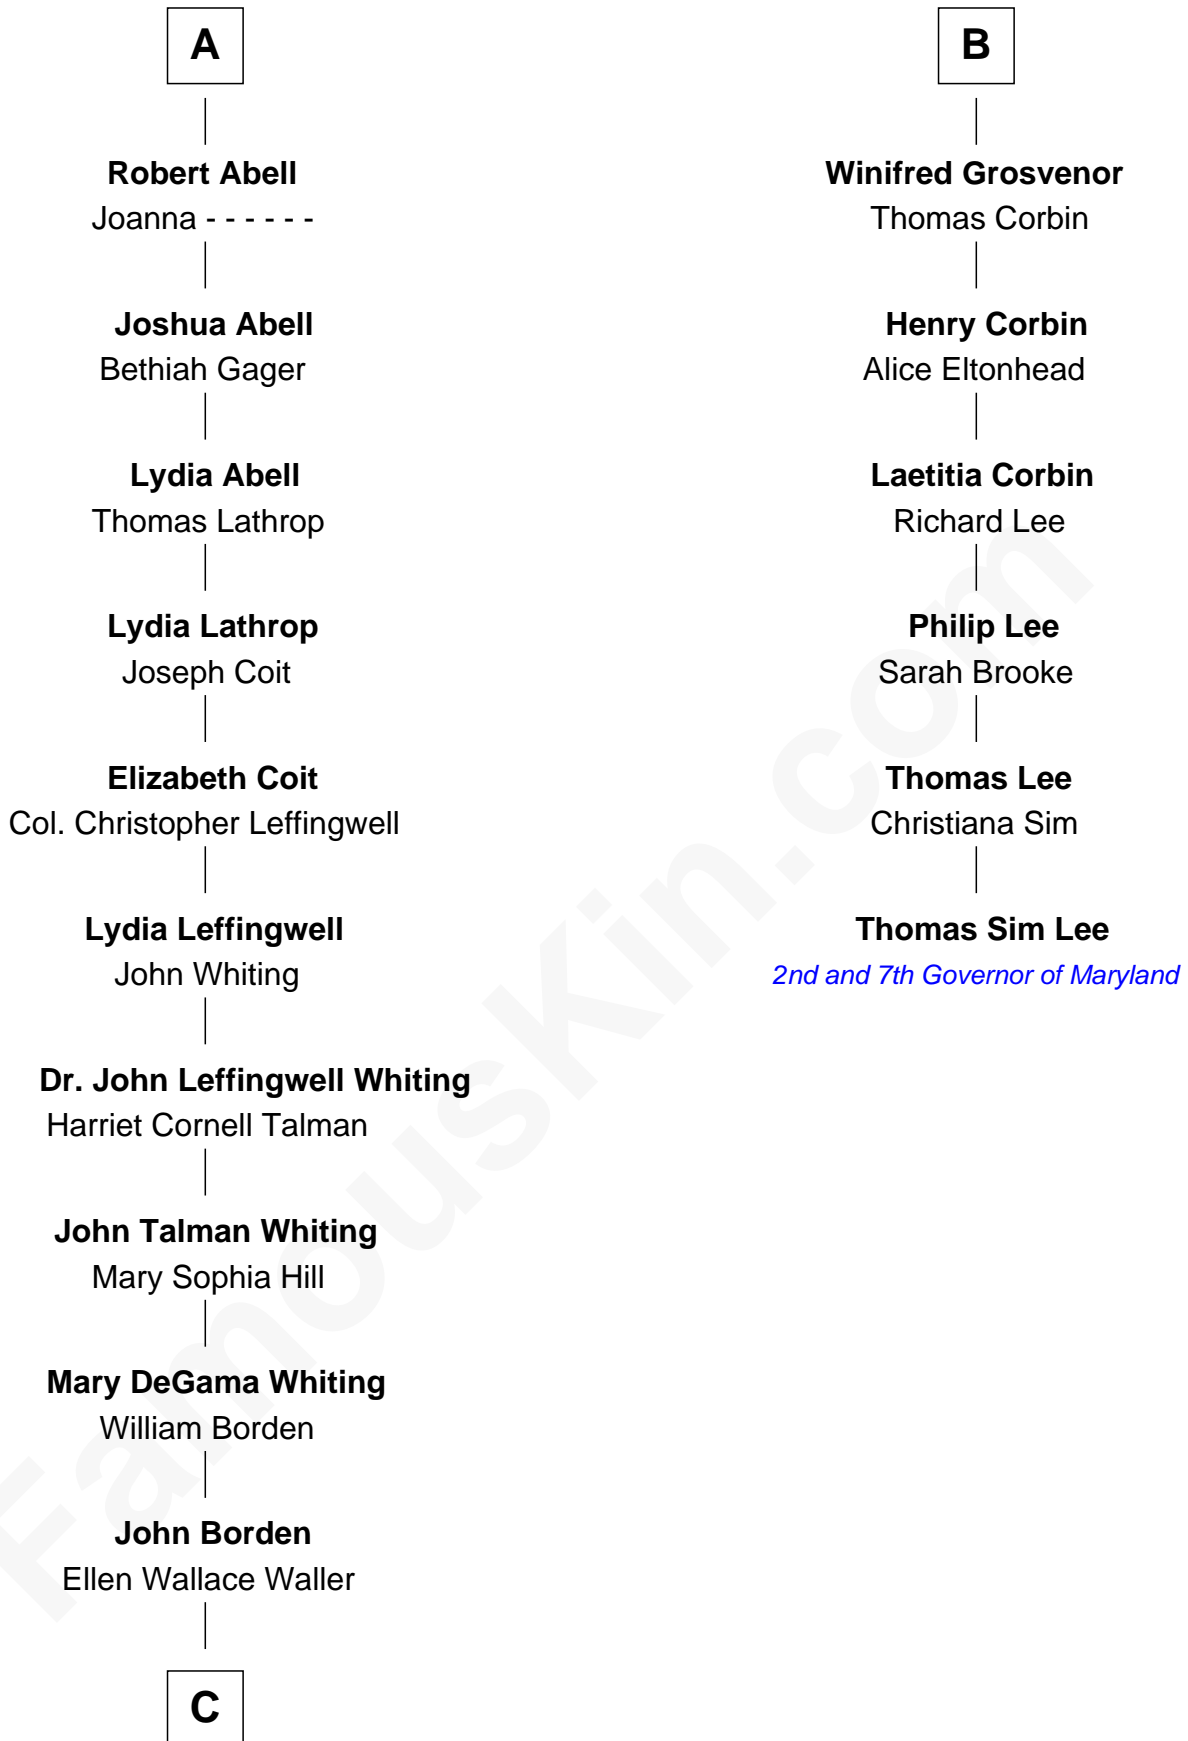 A
Robert Abell
Joanna - - - - - -
Joshua Abell
Bethiah Gager
Lydia Abell
Thomas Lathrop
Lydia Lathrop
Joseph Coit
Elizabeth Coit
Col. Christopher Leffingwell
Lydia Leffingwell
John Whiting
Dr. John Leffingwell Whiting
Harriet Cornell Talman
John Talman Whiting
Mary Sophia Hill
Mary DeGama Whiting
William Borden
John Borden
Ellen Wallace Waller
C
B
Winifred Grosvenor
Thomas Corbin
Henry Corbin
Alice Eltonhead
Laetitia Corbin
Richard Lee
Philip Lee
Sarah Brooke
Thomas Lee
Christiana Sim
Thomas Sim Lee
2nd and 7th Governor of Maryland
FamousKin.com